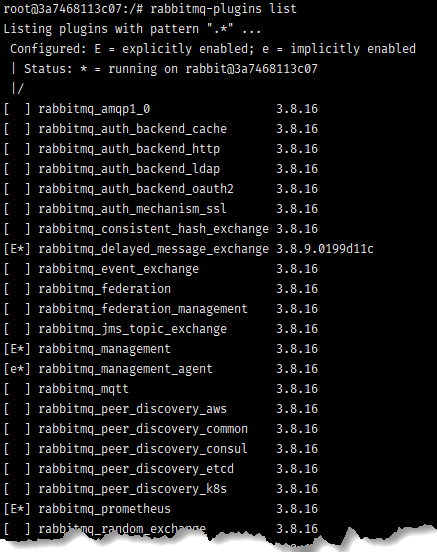 root@3a7468113c07:/# rabbitmq-plugins list
Listing plugins with pattern ".*" ...
 Configured: E = explicitly enabled; e = implicitly enabled
 | Status: * = running on rabbit@3a7468113c07
 |/
[  ] rabbitmq_amqp1_0                  3.8.16
[  ] rabbitmq_auth_backend_cache       3.8.16
[  ] rabbitmq_auth_backend_http        3.8.16
[  ] rabbitmq_auth_backend_ldap        3.8.16
[  ] rabbitmq_auth_backend_oauth2      3.8.16
[  ] rabbitmq_auth_mechanism_ssl       3.8.16
[  ] rabbitmq_consistent_hash_exchange 3.8.16
[E*] rabbitmq_delayed_message_exchange 3.8.9.0199d11c
[  ] rabbitmq_event_exchange           3.8.16
[  ] rabbitmq_federation               3.8.16
[  ] rabbitmq_federation_management    3.8.16
[  ] rabbitmq_jms_topic_exchange       3.8.16
[E*] rabbitmq_management               3.8.16
[e*] rabbitmq_management_agent         3.8.16
[  ] rabbitmq_mqtt                     3.8.16
[  ] rabbitmq_peer_discovery_aws       3.8.16
[  ] rabbitmq_peer_discovery_common    3.8.16
[  ] rabbitmq_peer_discovery_consul    3.8.16
[  ] rabbitmq_peer_discovery_etcd      3.8.16
[  ] rabbitmq_peer_discovery_k8s       3.8.16
[E*] rabbitmq_prometheus               3.8.16
[  ] rabbitmq_random_exchange          3.8.16